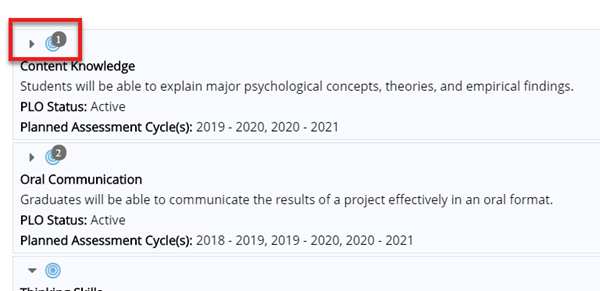 1
Content Knowledge
Students will be able to explain major psychological concepts, theories, and empirical findings.
PLO Status: Active
Planned Assessment Cycle(s): 2019 - 2020, 2020 - 2021
2
Oral Communication
Graduates will be able to communicate the results of a project effectively in an oral format.
PLO Status: Active
Planned Assessment Cycle(s): 2018 - 2019, 2019 - 2020, 2020 - 2021
Thinking Skills